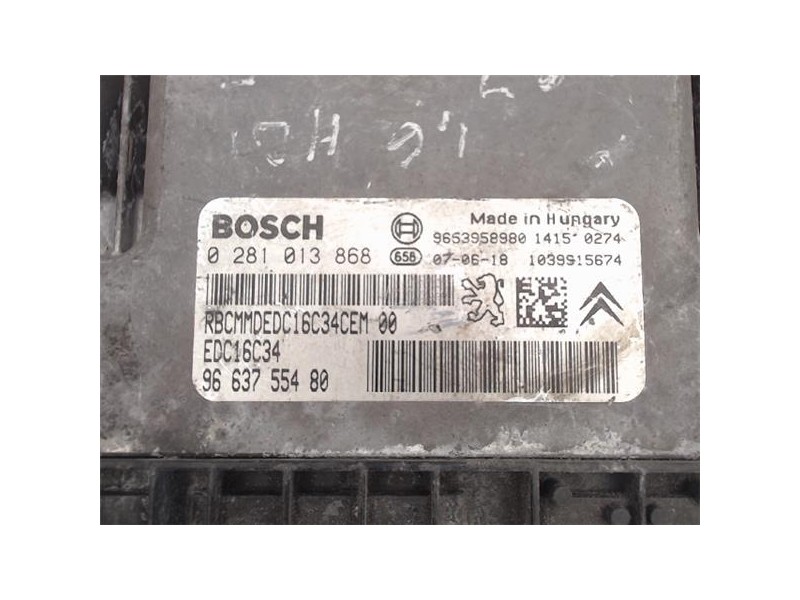 1,6 HDI
BOSCH
Made in Hungary
9653958980 1415 0274
0 281 013 868
656 07-06-18 1039915674
RBCMMDEDC16C34CEM 00
EDC16C34
96 637 554 80